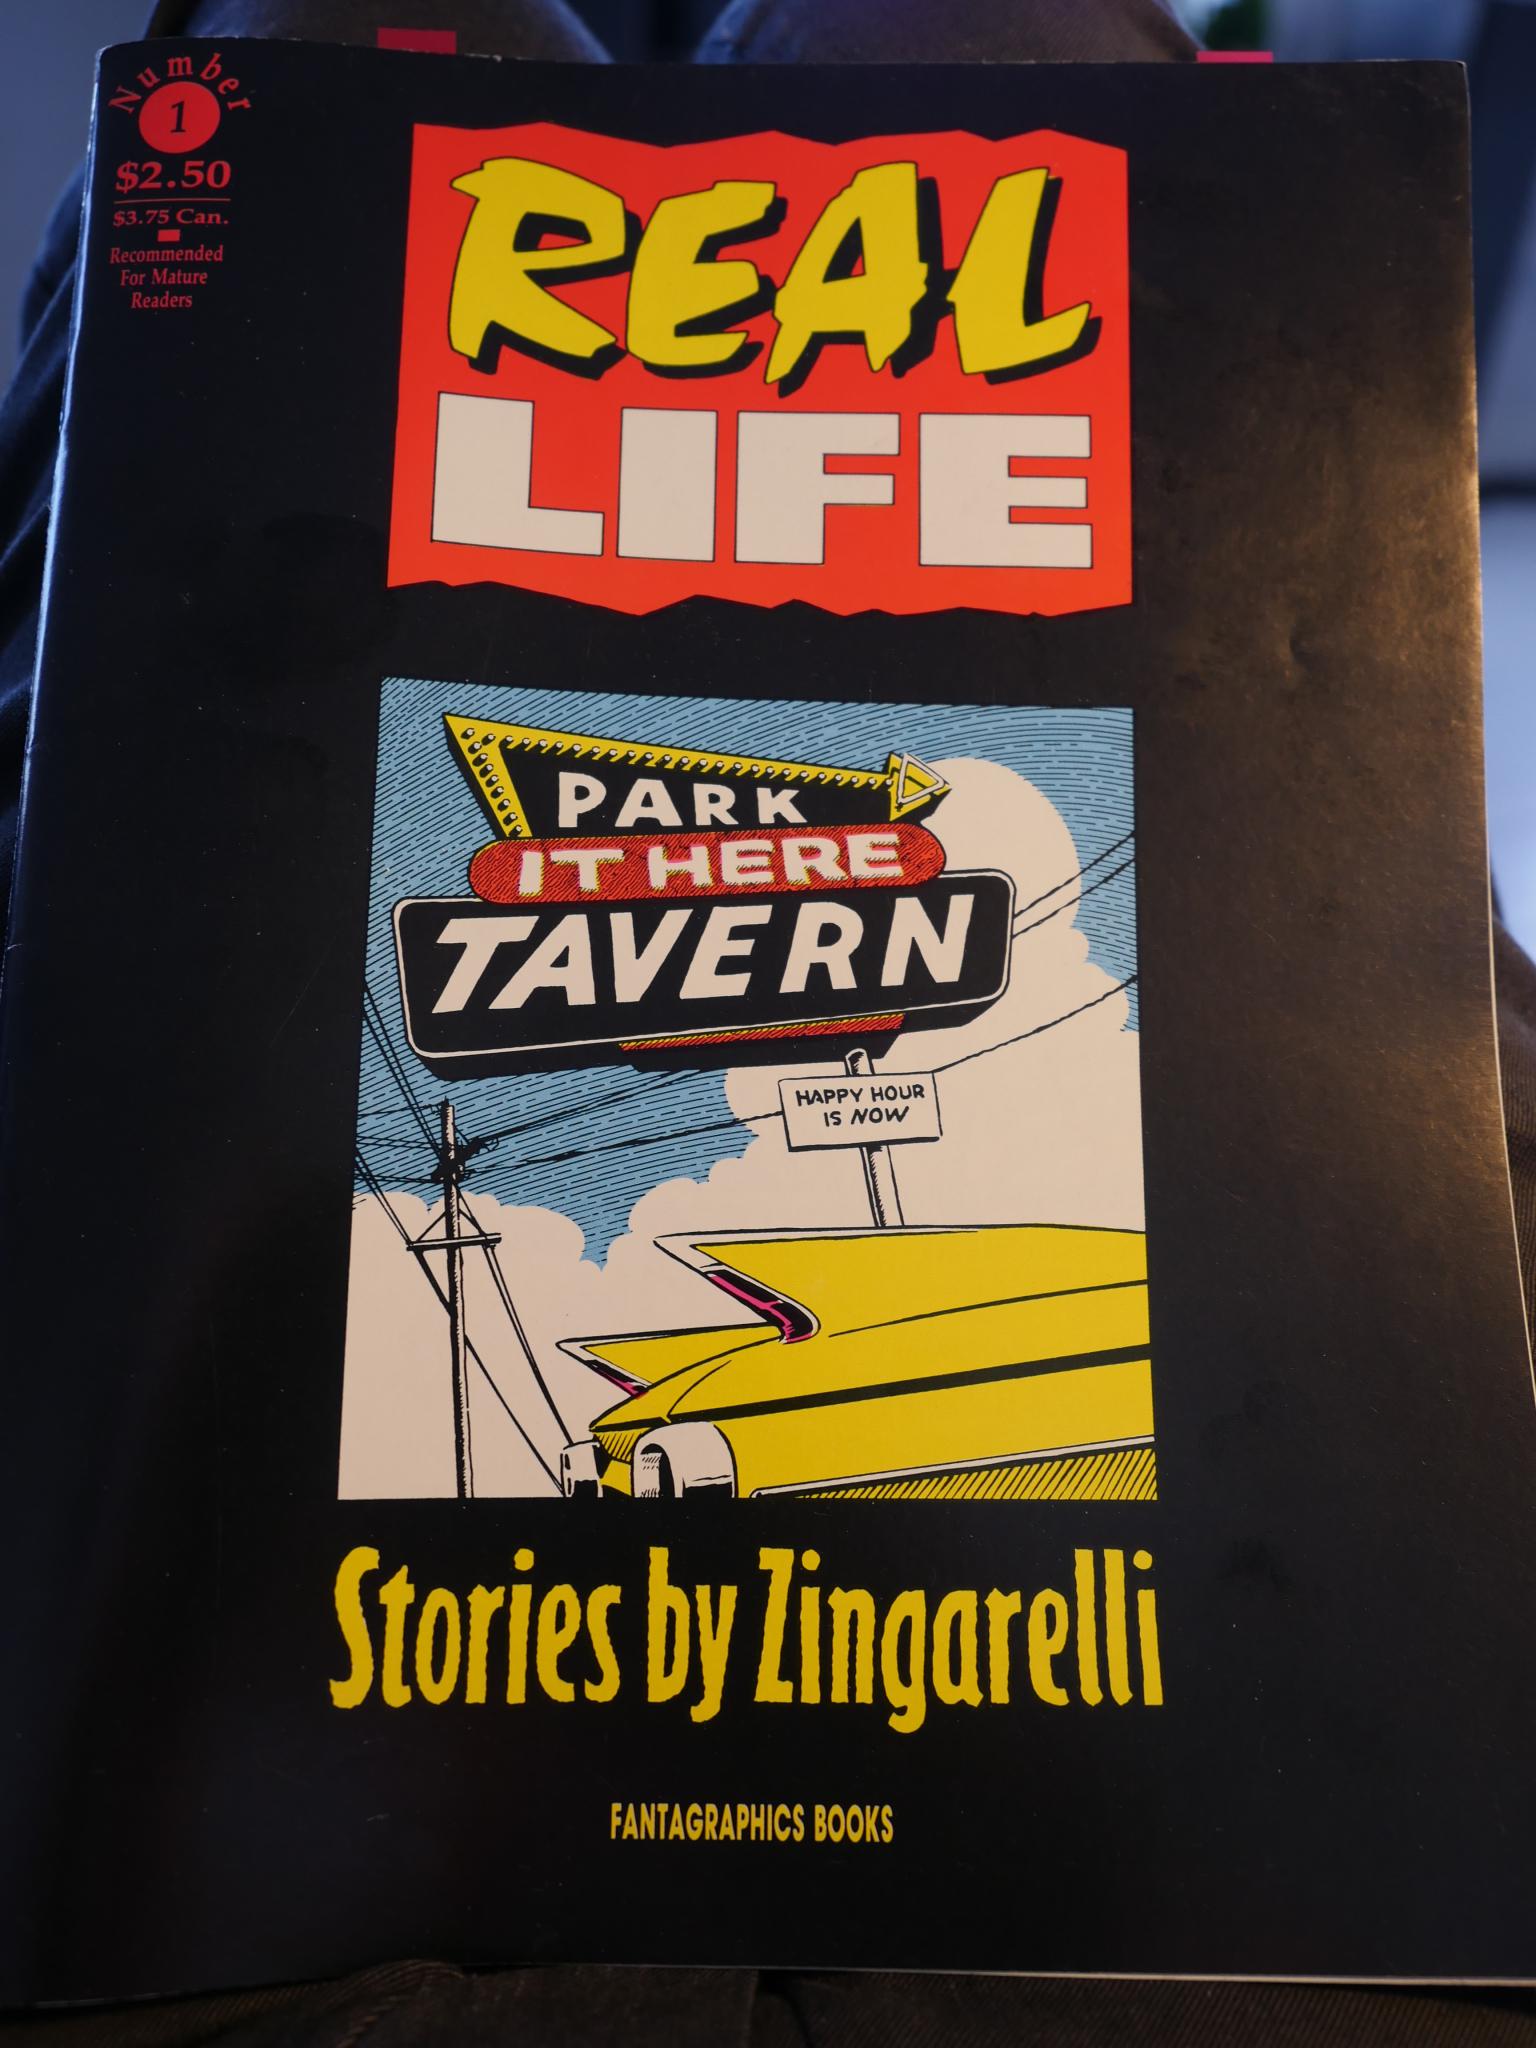 Number
1
$2.50
$3.75 Can.
Recommended
For Mature
Readers
REAL
LIFE
PARK
IT HERE
TAVERN
HAPPY HOUR
IS NOW
Stories by Zingarelli
FANTAGRAPHICS BOOKS